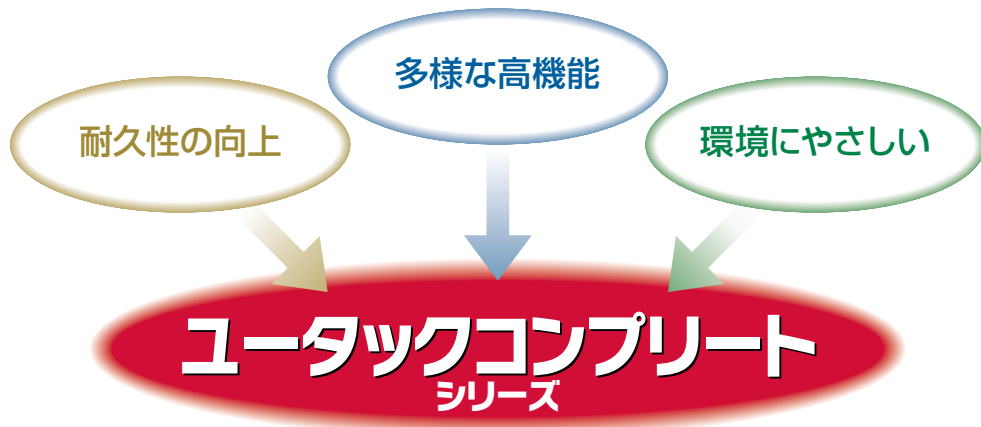 多様な高機能
耐久性の向上
環境にやさしい
ユータックコンプリート
シリーズ